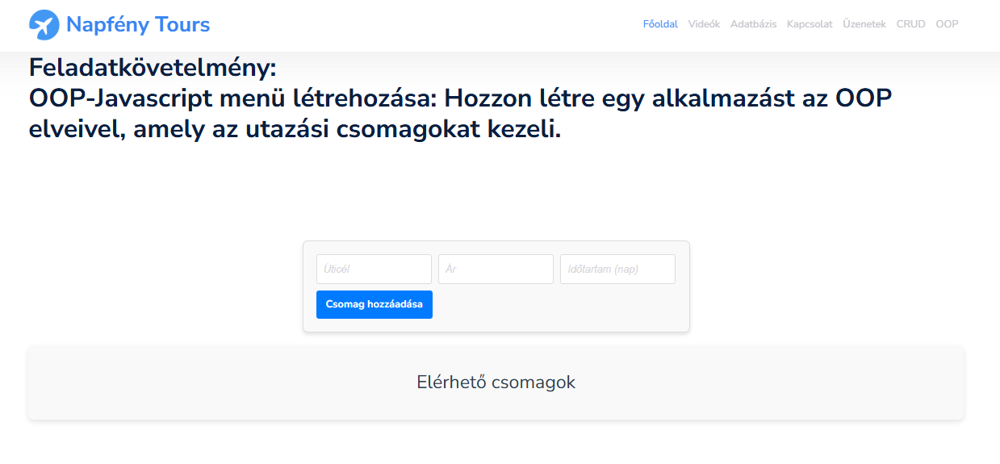 Napfény Tours
Főoldal Videók Adatbázis Kapcsolat Üzenetek CRUD OOP
Feladatkövetelmény:
OOP-Javascript menü létrehozása: Hozzon létre egy alkalmazást az OOP
elveivel, amely az utazási csomagokat kezeli.
Úticél Ár Időtartam (nap)
Csomag hozzáadása
Elérhető csomagok